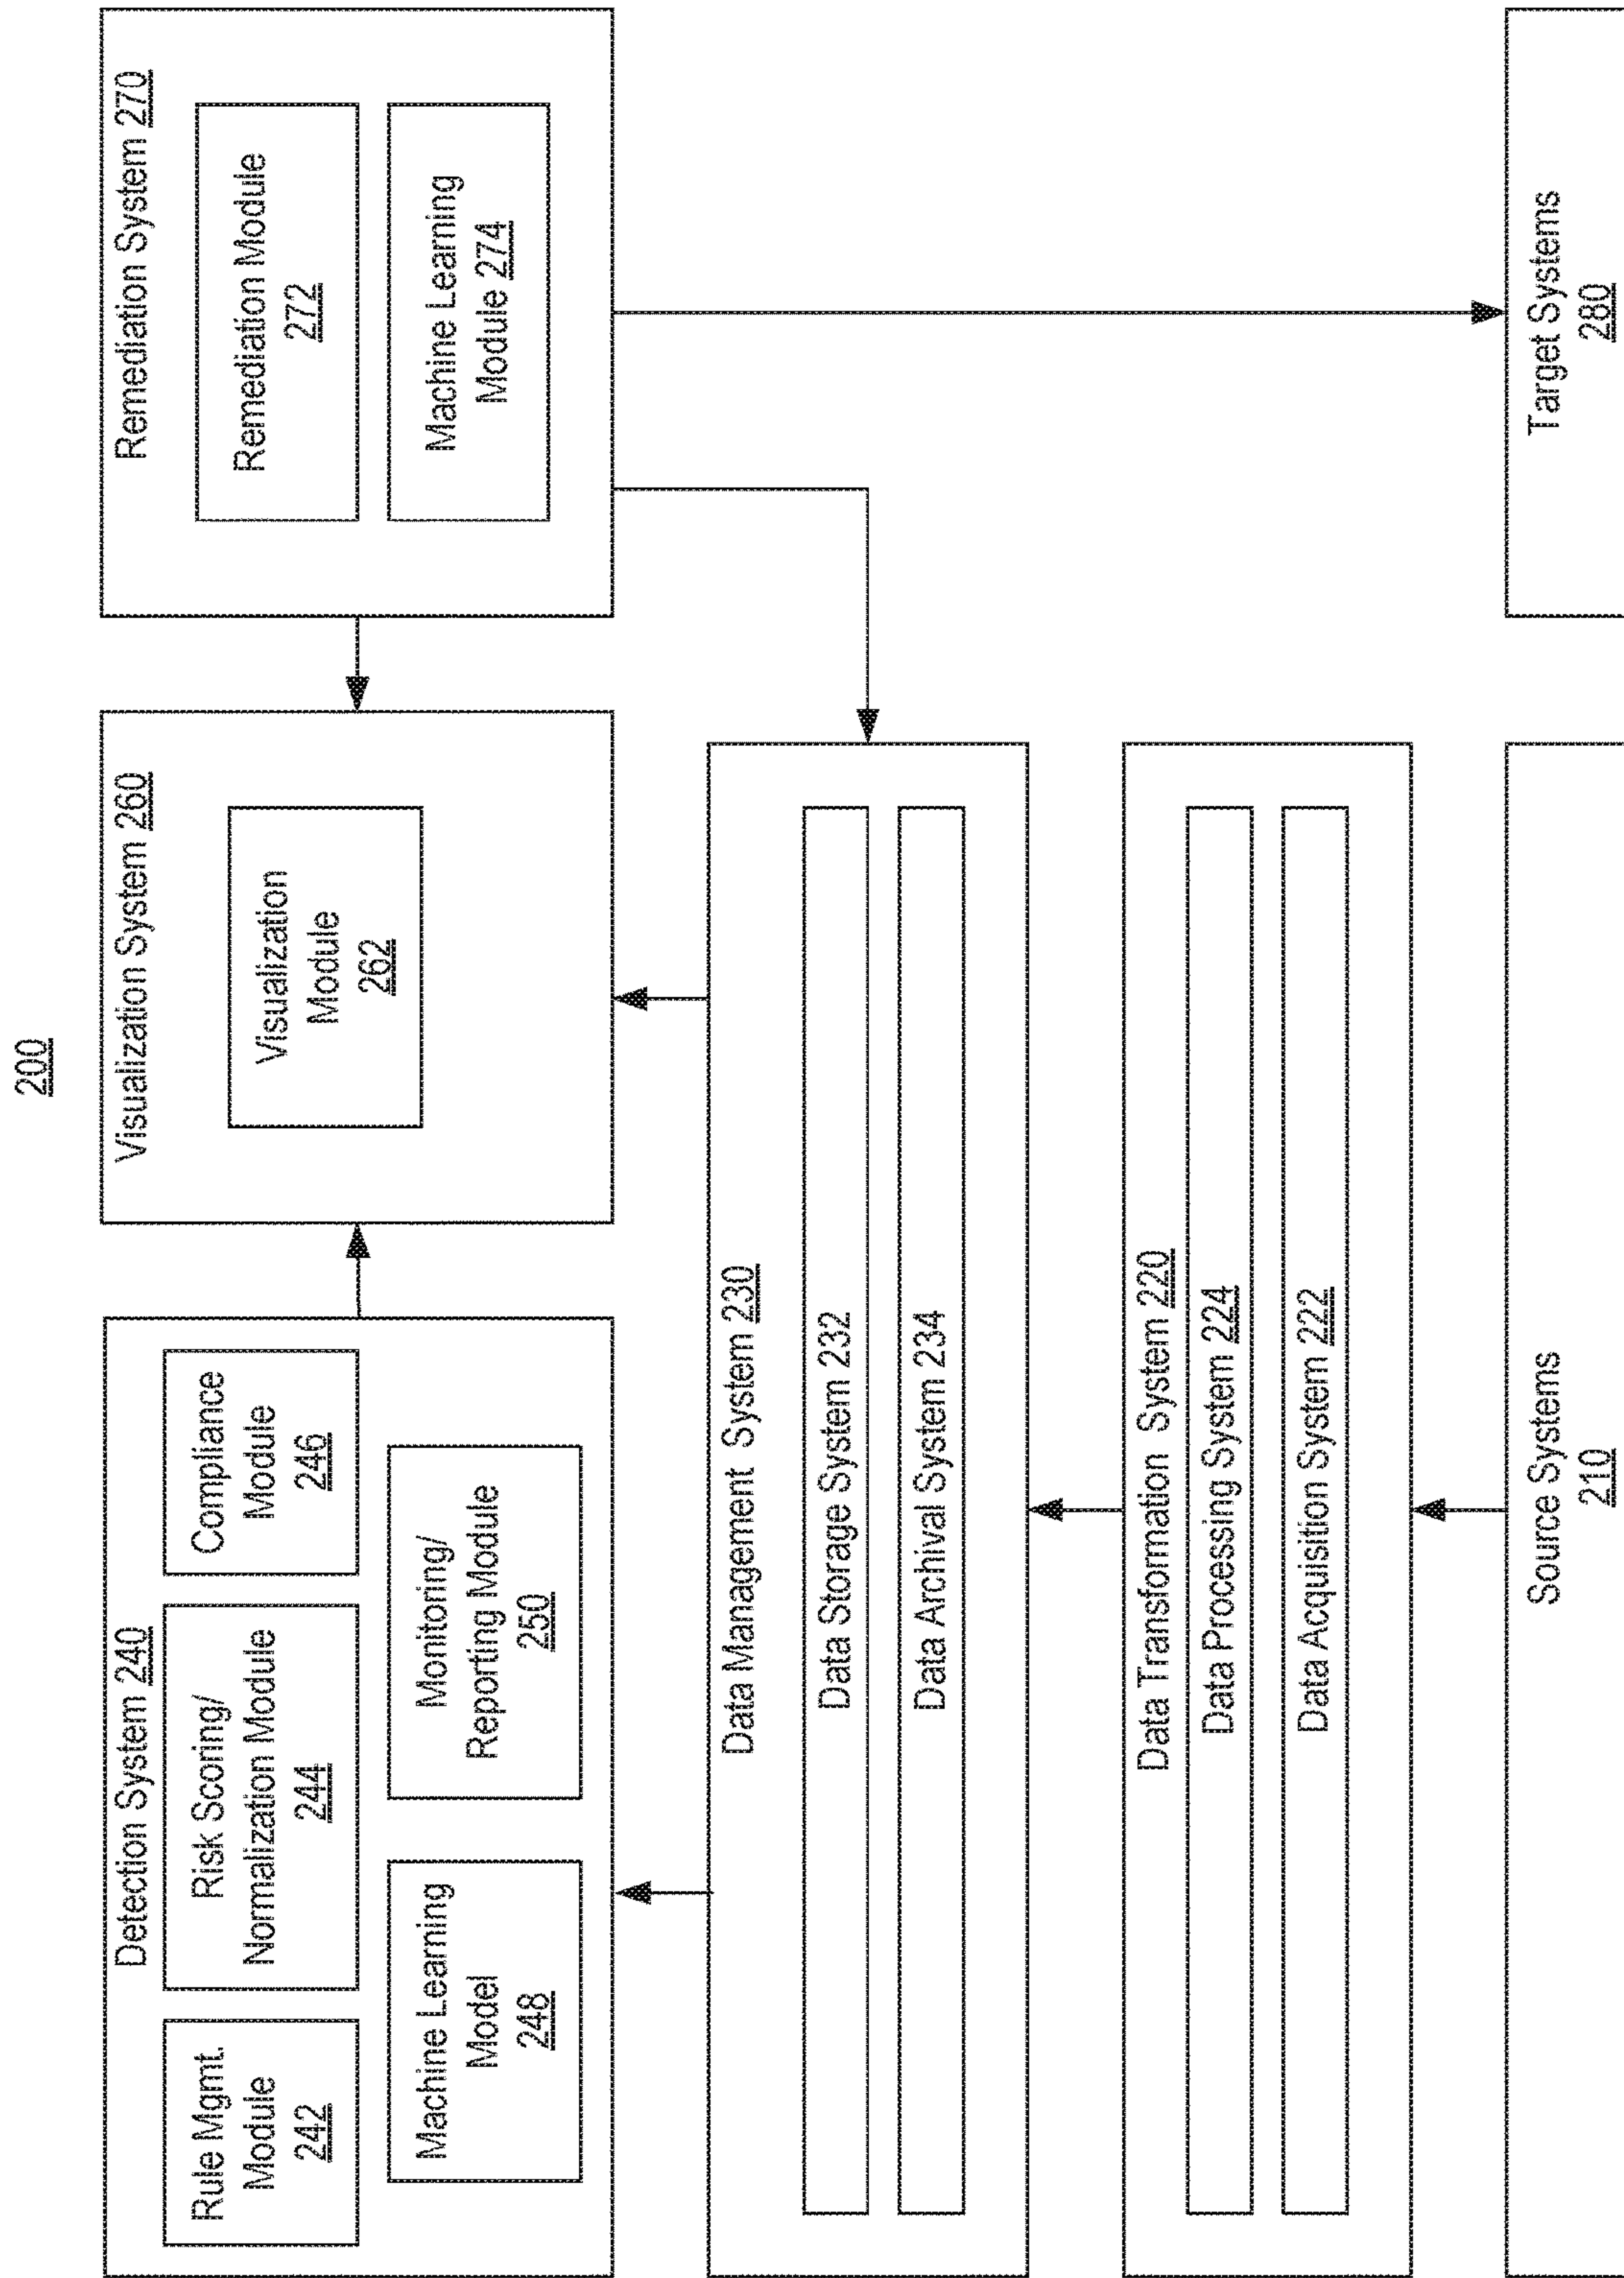 200
Detection System 240
Rule Mgmt.
Module
242
Risk Scoring/
Normalization Module
244
Compliance
Module
246
Machine Learning
Model
248
Monitoring/
Reporting Module
250
Visualization System 260
Visualization
Module
262
Remediation System 270
Remediation Module
272
Machine Learning
Module 274
Data Management System 230
Data Storage System 232
Data Archival System 234
Data Transformation System 220
Data Processing System 224
Data Acquisition System 222
Source Systems
210
Target Systems
280